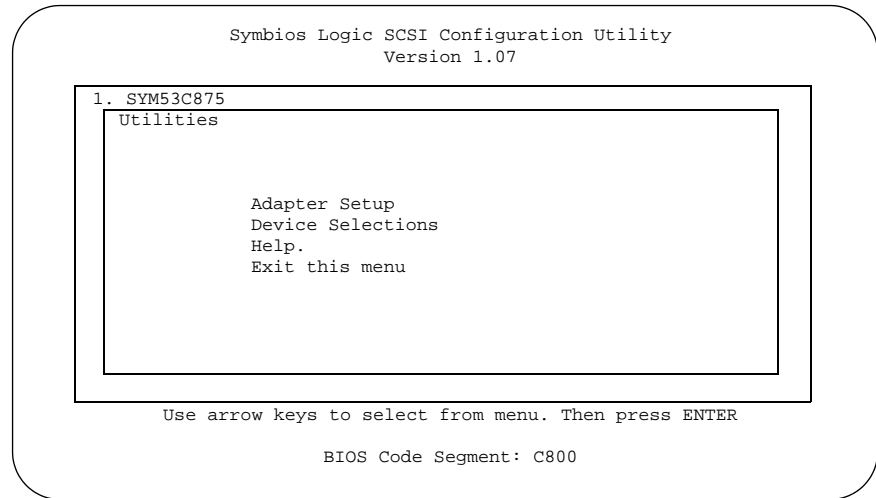 Symbios Logic SCSI Configuration Utility
Version 1.07
1. SYM53C875
Utilities
Adapter Setup
Device Selections
Help.
Exit this menu
Use arrow keys to select from menu. Then press ENTER
BIOS Code Segment: C800